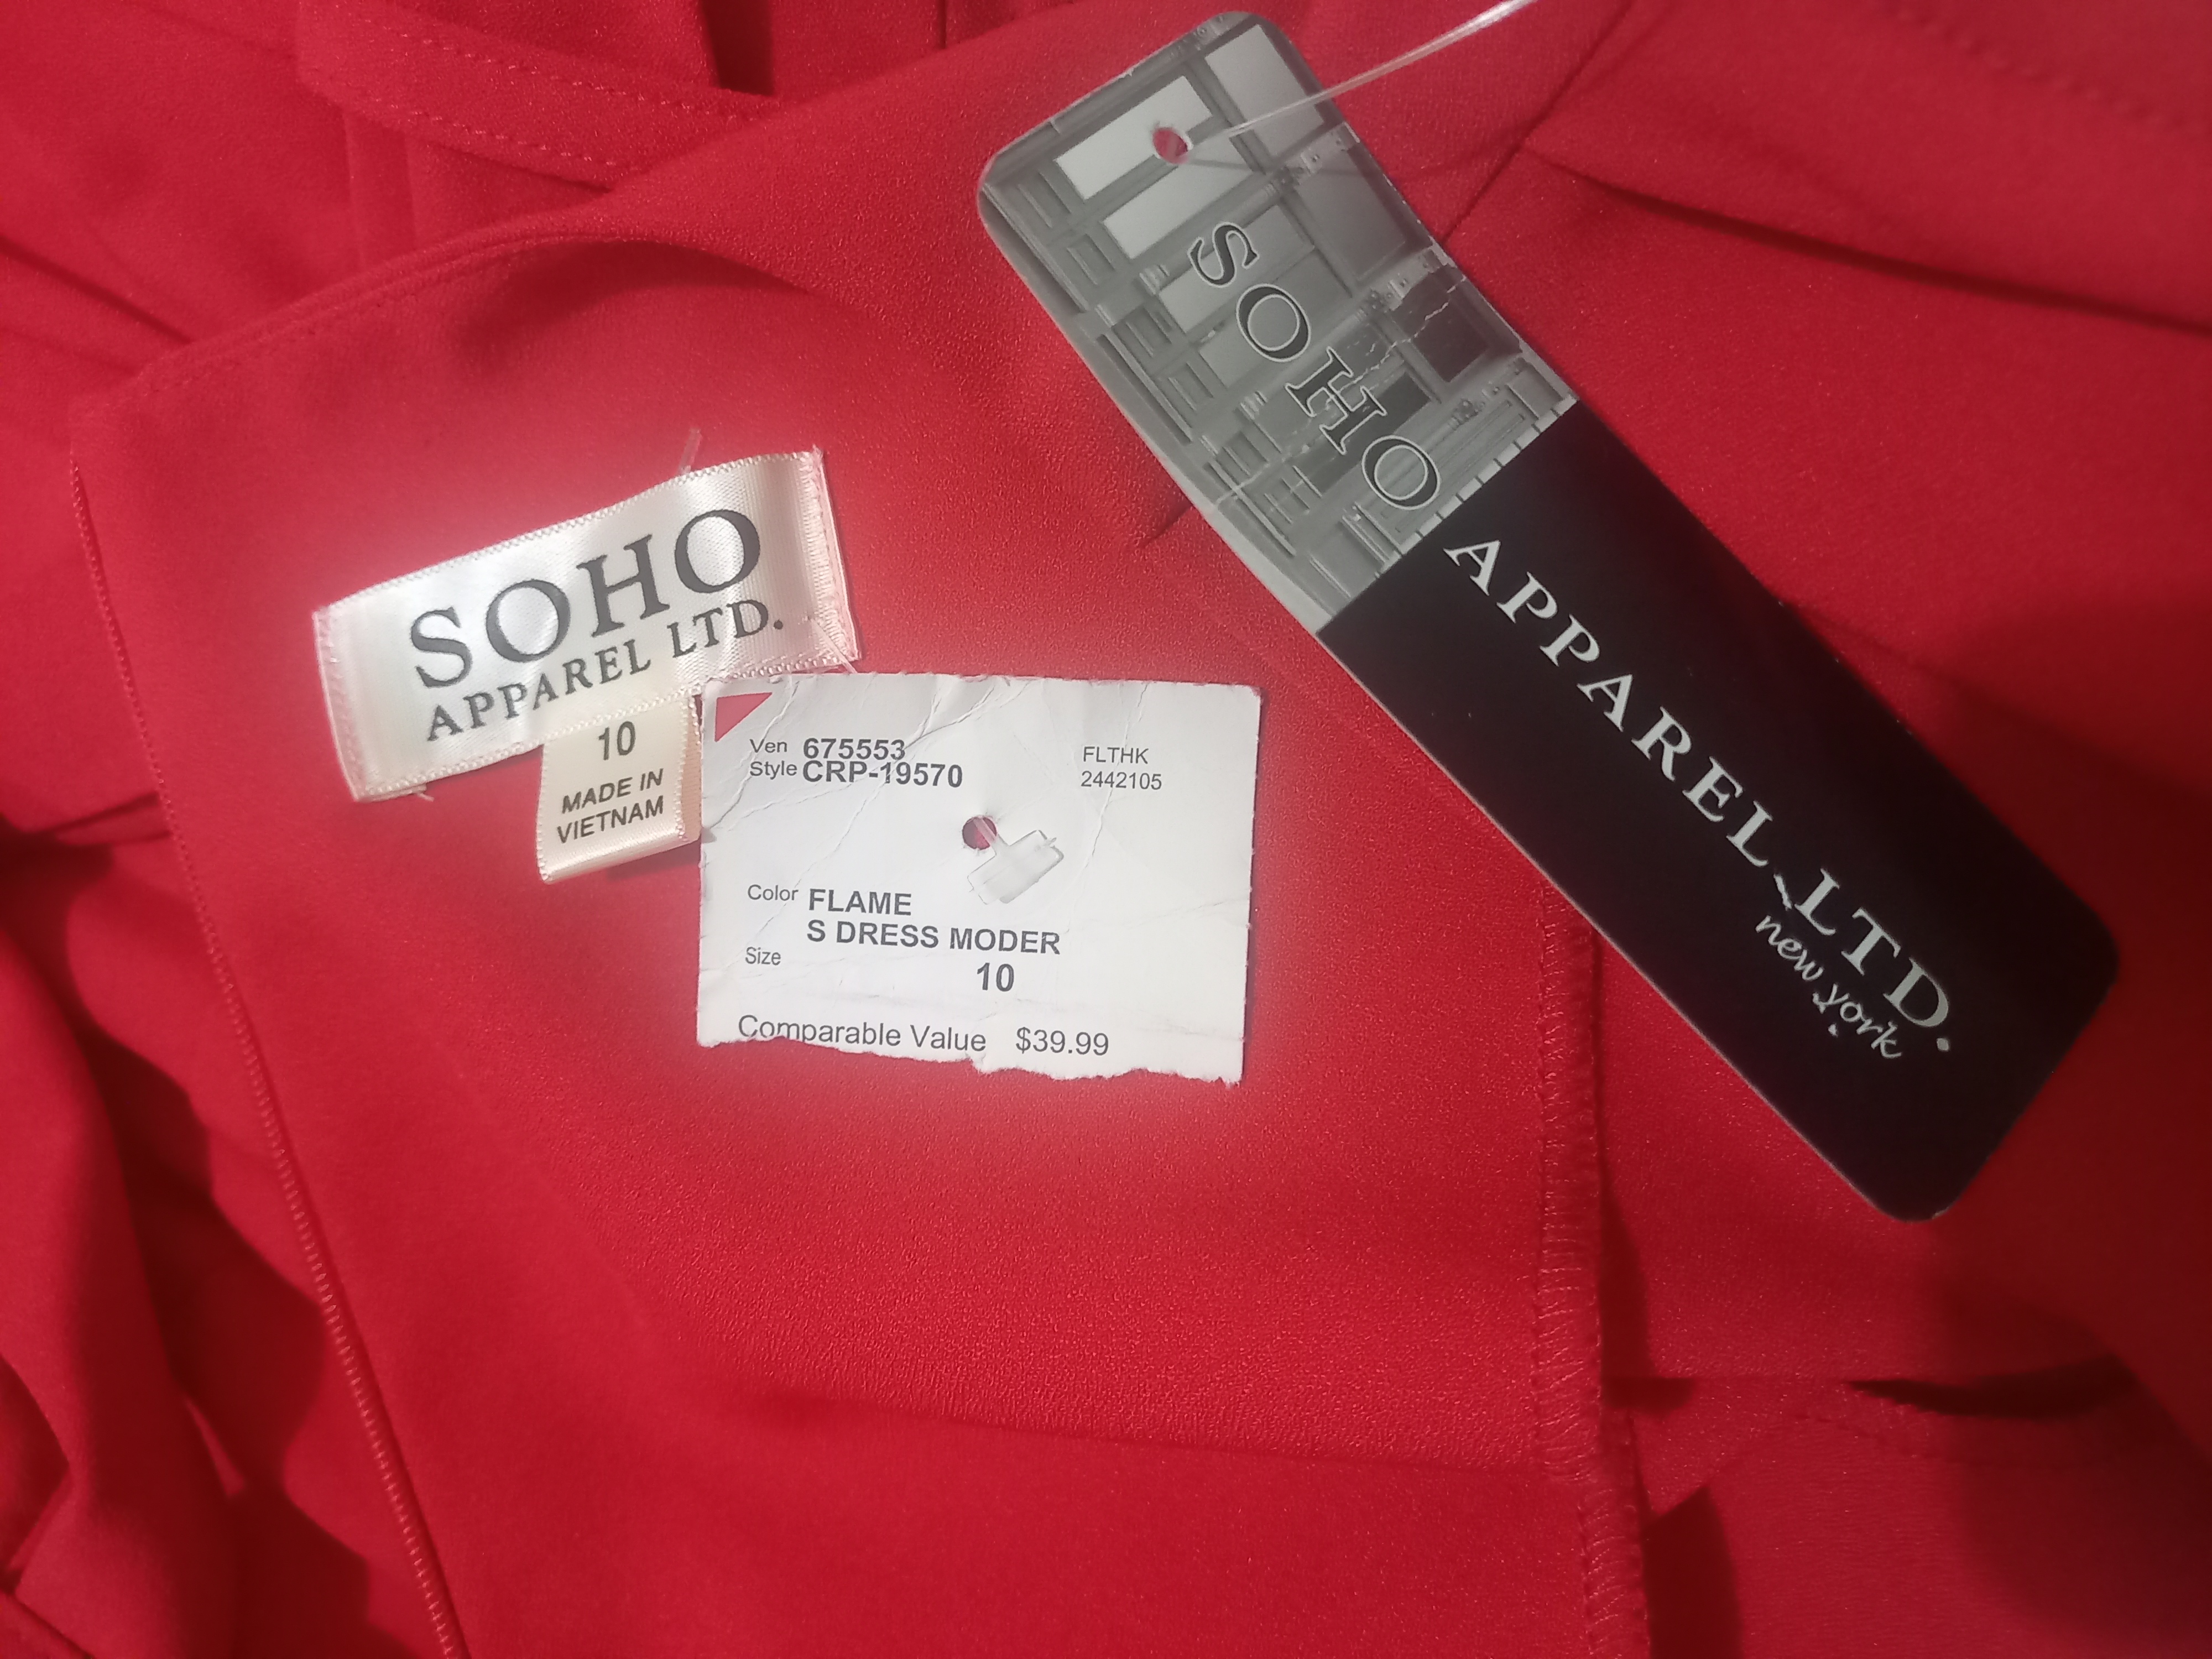 SOHO
APPAREL LTD.
new york
SOHO
APPAREL LTD.
10
MADE IN
VIETNAM
Ven 675553
Style CRP-19570
FLTHK
2442105
Color FLAME
S DRESS MODER
Size
10
Comparable Value $39.99